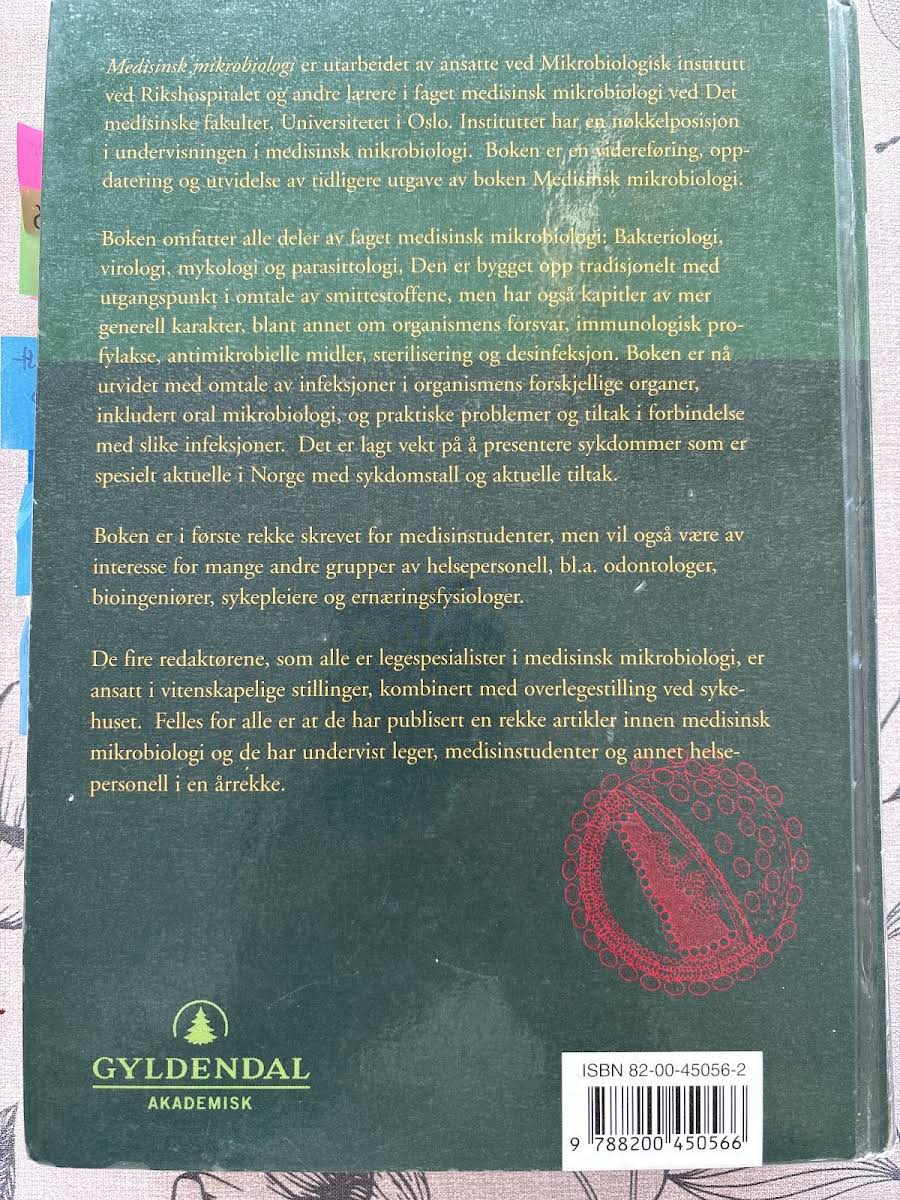 Medisinsk mikrobiologi er utarbeidet av ansatte ved Mikrobiologisk institutt
ved Rikshospitalet og andre lærere i faget medisinsk mikrobiologi ved Det
medisinske fakultet, Universitetet i Oslo. Instituttet har en nøkkelposisjon
i undervisningen i medisinsk mikrobiologi. Boken er en videreføring, opp-
datering og utvidelse av tidligere utgave av boken Medisinsk mikrobiologi.
Boken omfatter alle deler av faget medisinsk mikrobiologi: Bakteriologi,
virologi, mykologi og parasittologi, Den er bygget opp tradisjonelt med
utgangspunkt i omtale av smittestoffene, men har også kapitler av mer
generell karakter, blant annet om organismens forsvar, immunologisk pro-
fylakse, antimikrobielle midler, sterilisering og desinfeksjon. Boken er nå
utvidet med omtale av infeksjoner i organismens forskjellige organer,
inkludert oral mikrobiologi, og praktiske problemer og tiltak i forbindelse
med slike infeksjoner. Det er lagt vekt på å presentere sykdommer som er
spesielt aktuelle i Norge med sykdomstall og aktuelle tiltak.
Boken er i første rekke skrevet for medisinstudenter, men vil også være av
interesse for mange andre grupper av helsepersonell, bl.a. odontologer,
bioingeniører, sykepleiere og ernæringsfysiologer.
De fire redaktørene, som alle er legespesialister i medisinsk mikrobiologi, er
ansatt i vitenskapelige stillinger, kombinert med overlegestilling ved syke-
huset. Felles for alle er at de har publisert en rekke artikler innen medisinsk
mikrobiologi og de har undervist leger, medisinstudenter og annet helse-
personell i en årrekke.
GYLDENDAL
AKADEMISK
ISBN 82-00-45056-2
9 788200 450566